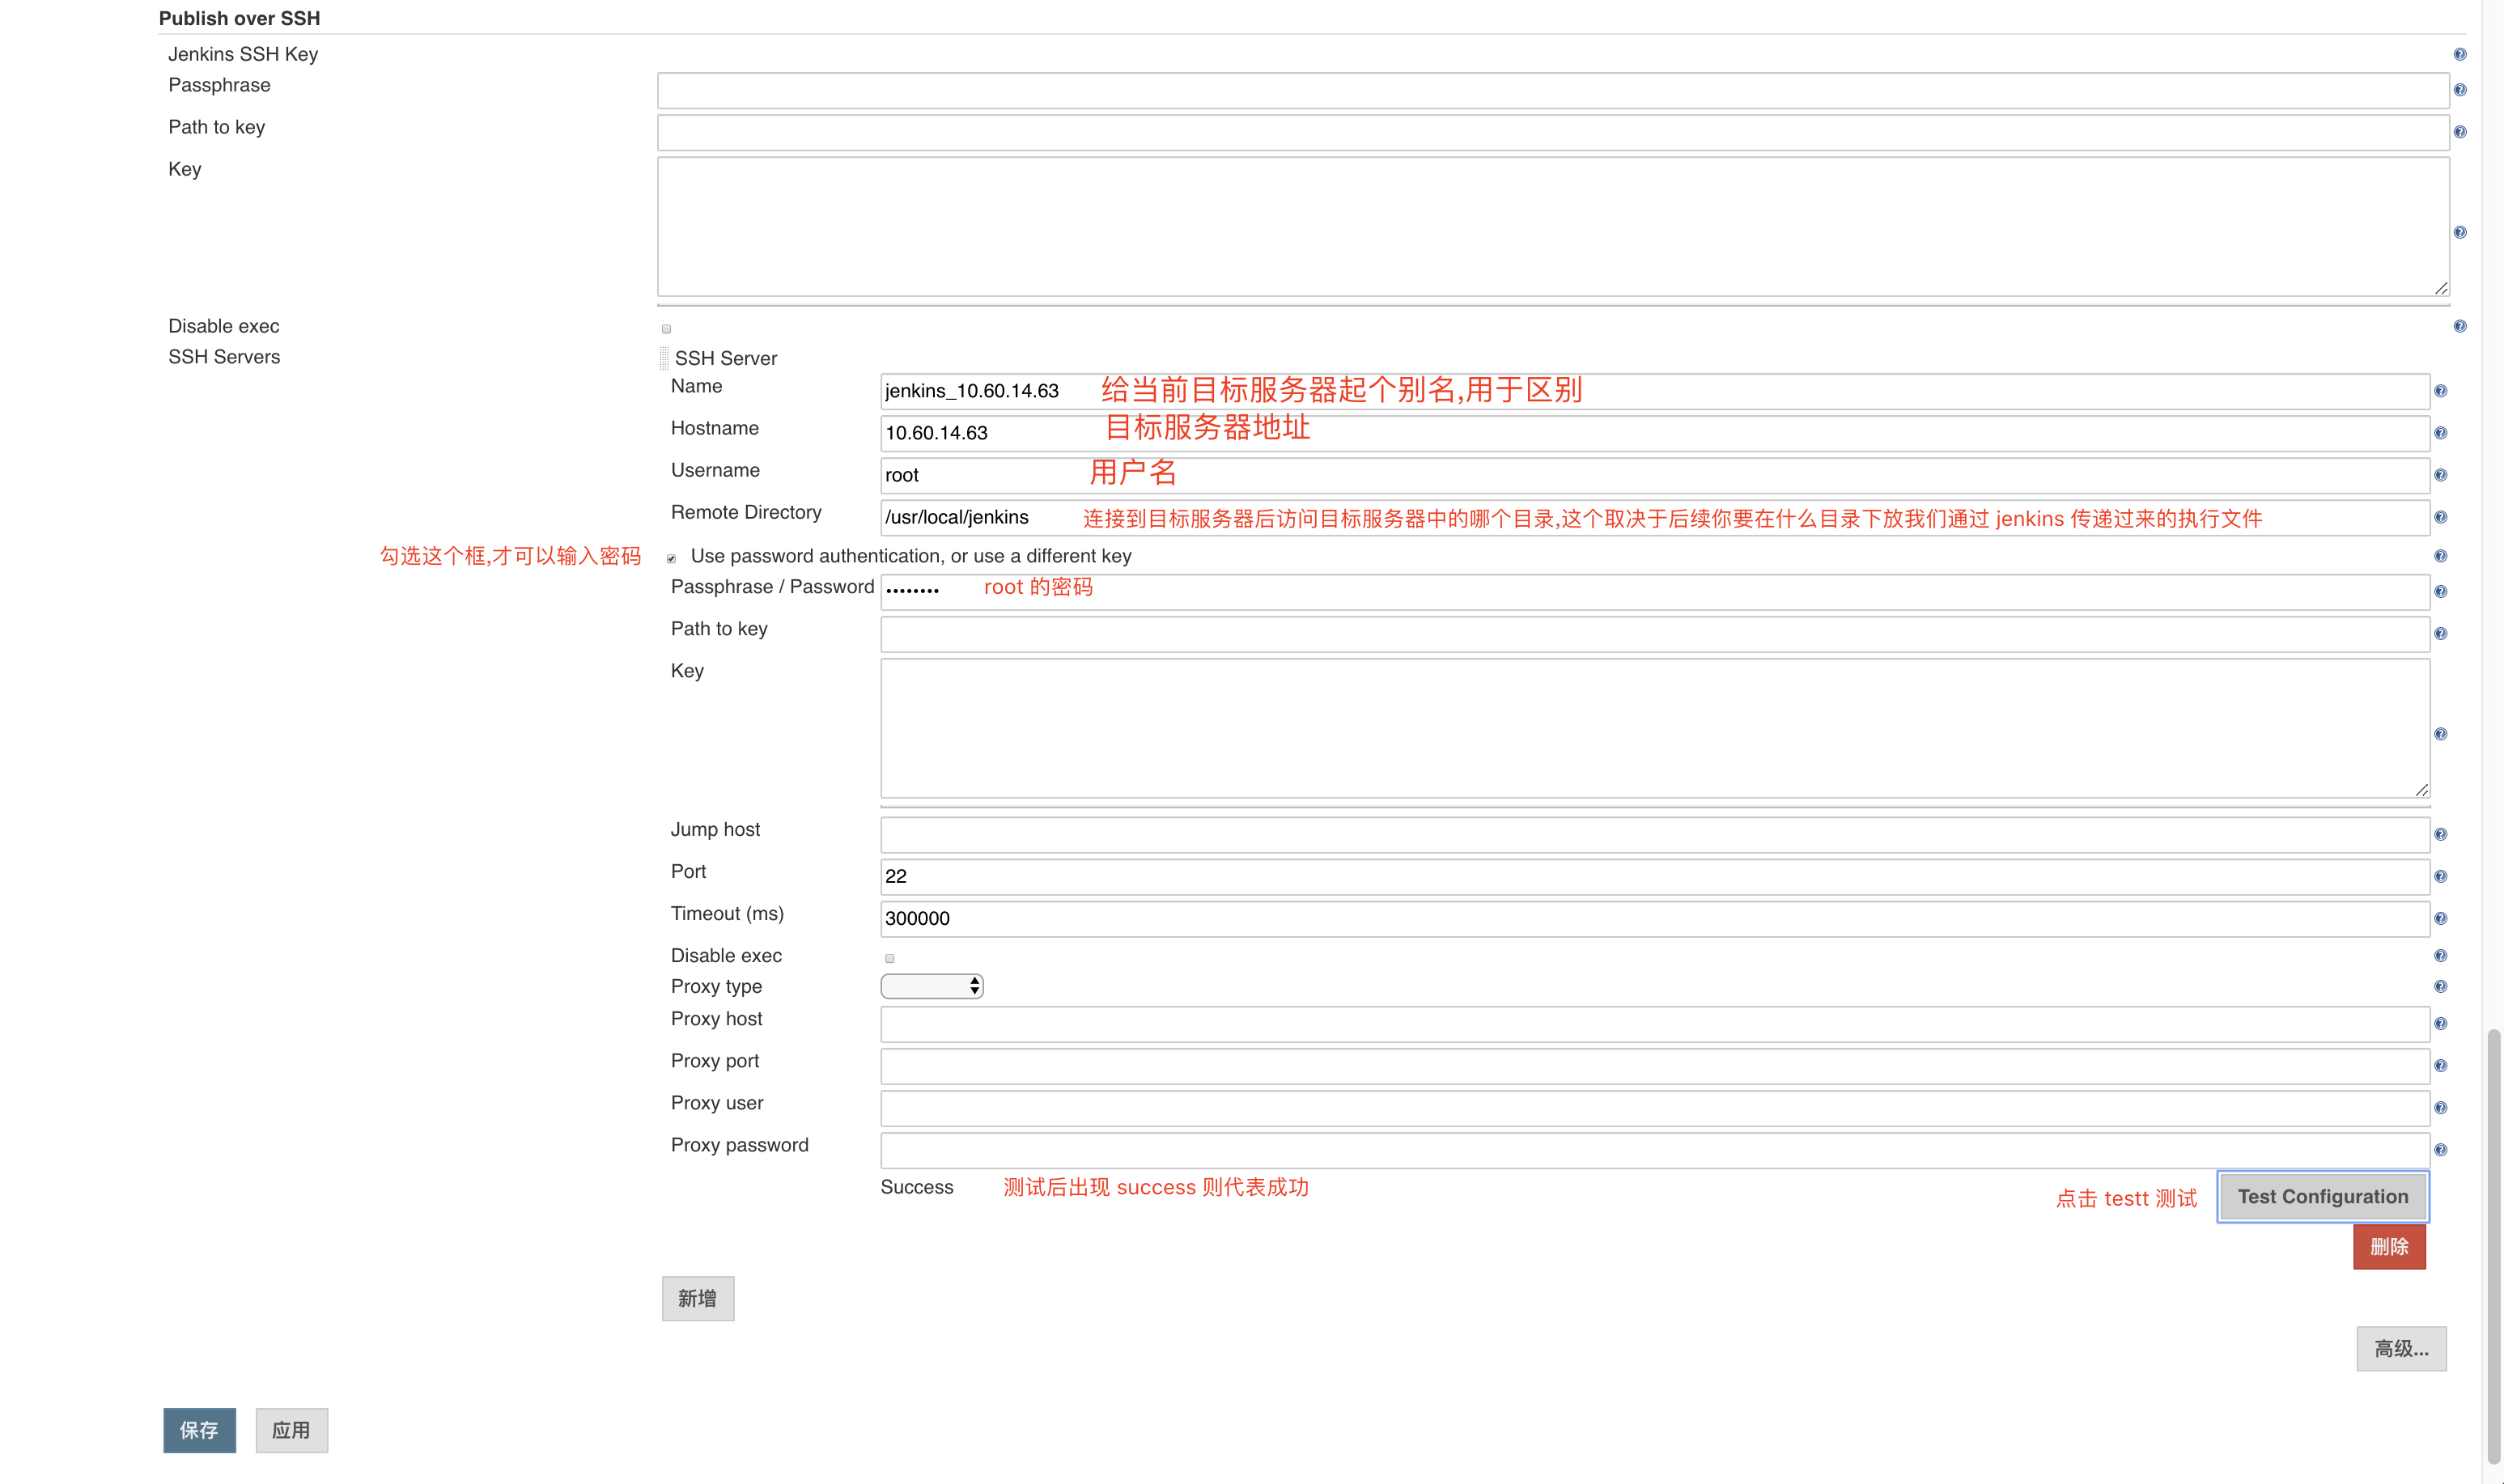 Publish over SSH
Jenkins SSH Key
Passphrase
Path to key
Key
Disable exec
SSH Servers
SSH Server
Name jenkins_10.60.14.63 给当前目标服务器起个别名,用于区别
Hostname 10.60.14.63 目标服务器地址
Username root 用户名
Remote Directory /usr/local/jenkins 连接到目标服务器后访问目标服务器中的哪个目录,这个取决于后续你要在什么目录下放我们通过 jenkins 传递过来的执行文件
勾选这个框,才可以输入密码 Use password authentication, or use a different key
Passphrase / Password •••••••• root 的密码
Path to key
Key
Jump host
Port 22
Timeout (ms) 300000
Disable exec
Proxy type
Proxy host
Proxy port
Proxy user
Proxy password
Success 测试后出现 success 则代表成功 点击 testt 测试 Test Configuration
删除
新增
高级...
保存 应用